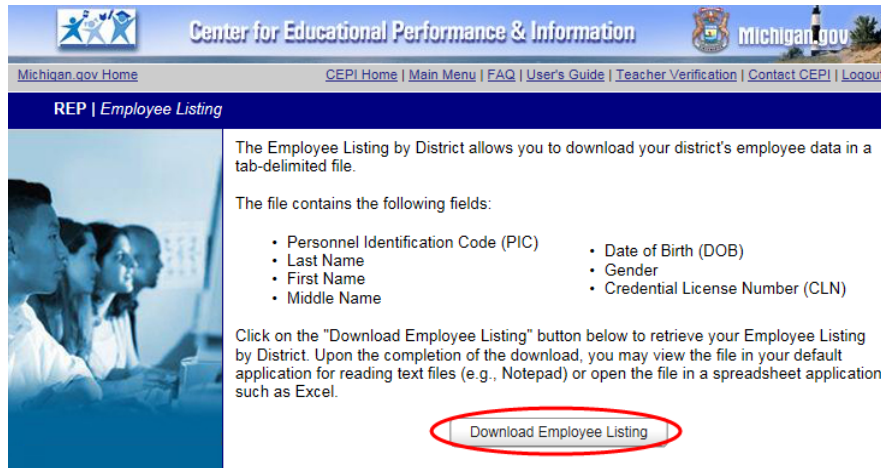 Center for Educational Performance & Information
Michigan.gov
Michigan.gov Home
CEPI Home | Main Menu | FAQ | User's Guide | Teacher Verification | Contact CEPI | Logout
REP | Employee Listing
The Employee Listing by District allows you to download your district's employee data in a
tab-delimited file.
The file contains the following fields:
• Personnel Identification Code (PIC)
• Last Name
• First Name
• Middle Name
• Date of Birth (DOB)
• Gender
• Credential License Number (CLN)
Click on the "Download Employee Listing" button below to retrieve your Employee Listing
by District. Upon the completion of the download, you may view the file in your default
application for reading text files (e.g., Notepad) or open the file in a spreadsheet application
such as Excel.
Download Employee Listing